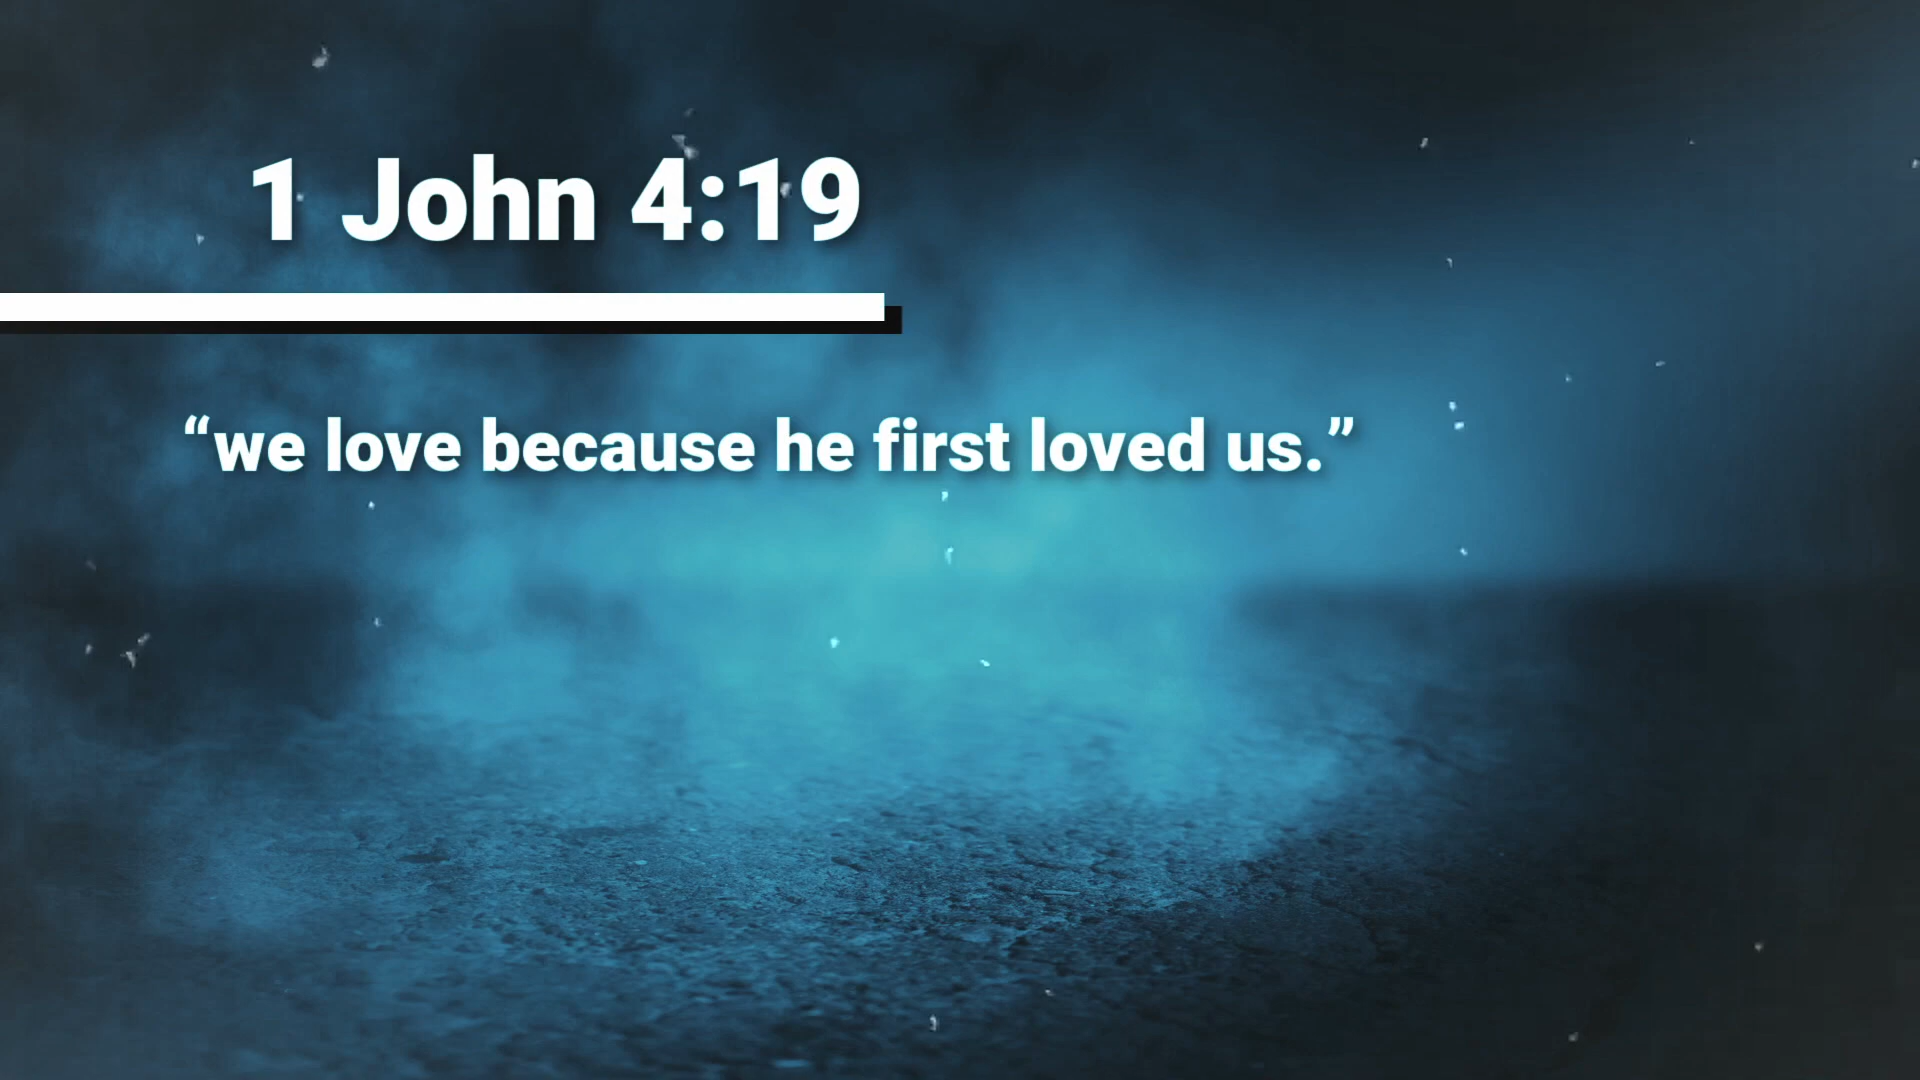 1 John 4:19
“we love because he first loved us.”